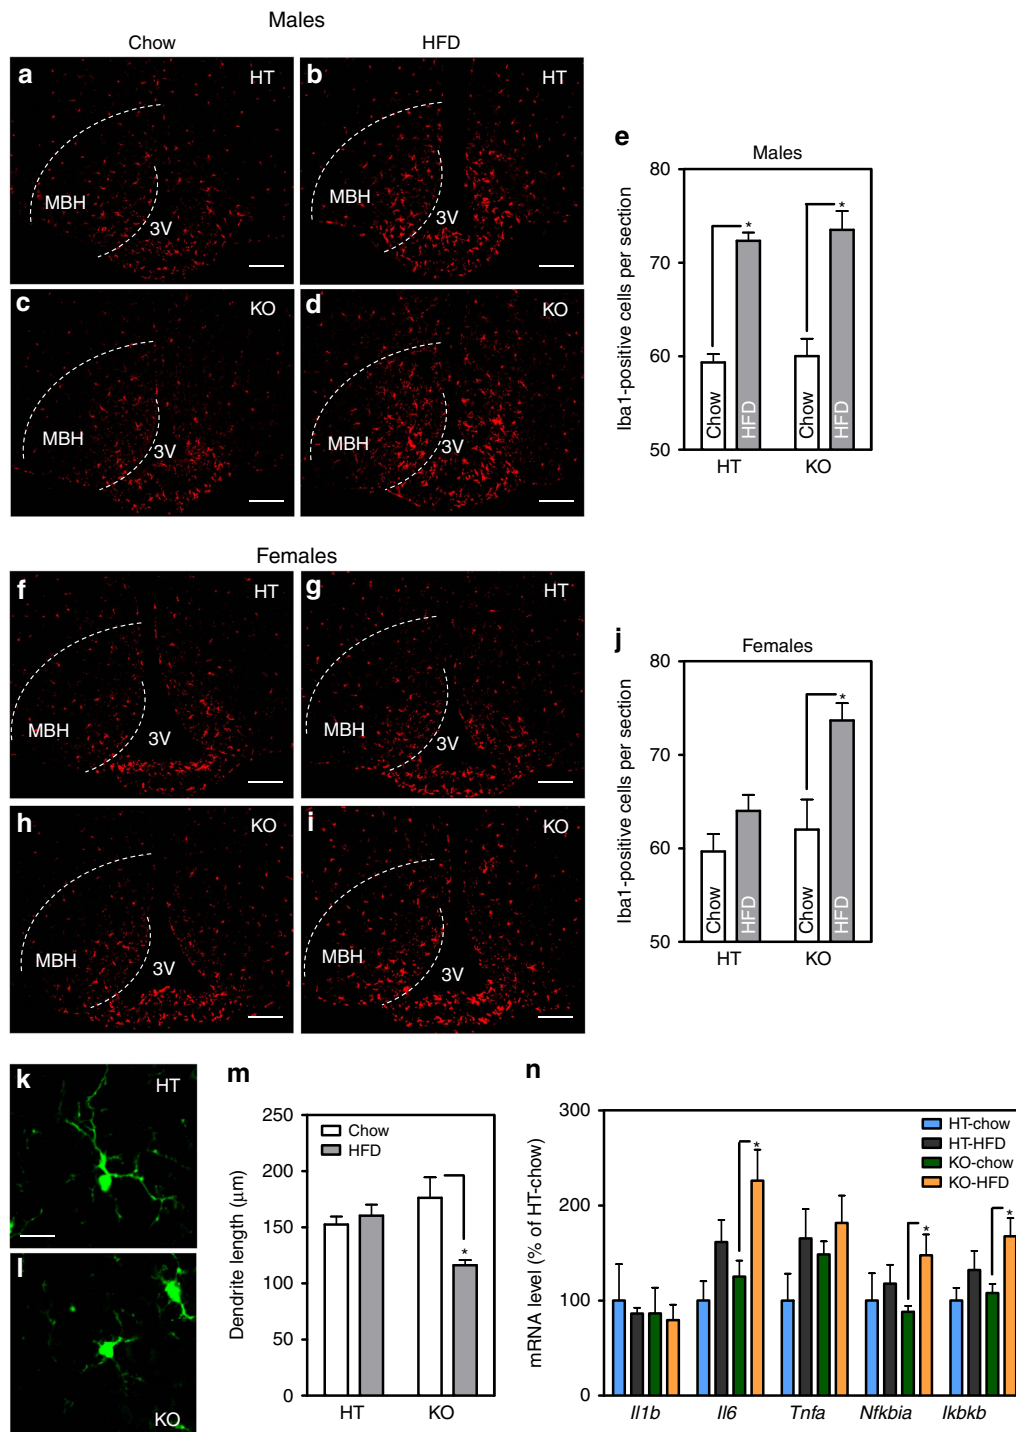 Males
Chow
HFD
a
HT
MBH
3V
b
HT
MBH
3V
c
KO
MBH
3V
d
KO
MBH
3V
e
Males
Iba1-positive cells per section
80
70
60
50
Chow
HFD
Chow
HFD
*
*
HT
KO
Females
f
HT
MBH
3V
g
HT
MBH
3V
h
KO
MBH
3V
i
KO
MBH
3V
j
Females
Iba1-positive cells per section
80
70
60
50
Chow
HFD
Chow
HFD
*
HT
KO
k
HT
l
KO
m
Dendrite length (μm)
250
200
150
100
50
0
Chow
HFD
*
HT
KO
n
mRNA level (% of HT-chow)
300
200
100
0
HT-chow
HT-HFD
KO-chow
KO-HFD
*
*
*
Il1b
Il6
Tnfa
Nfkbia
Ikbkb